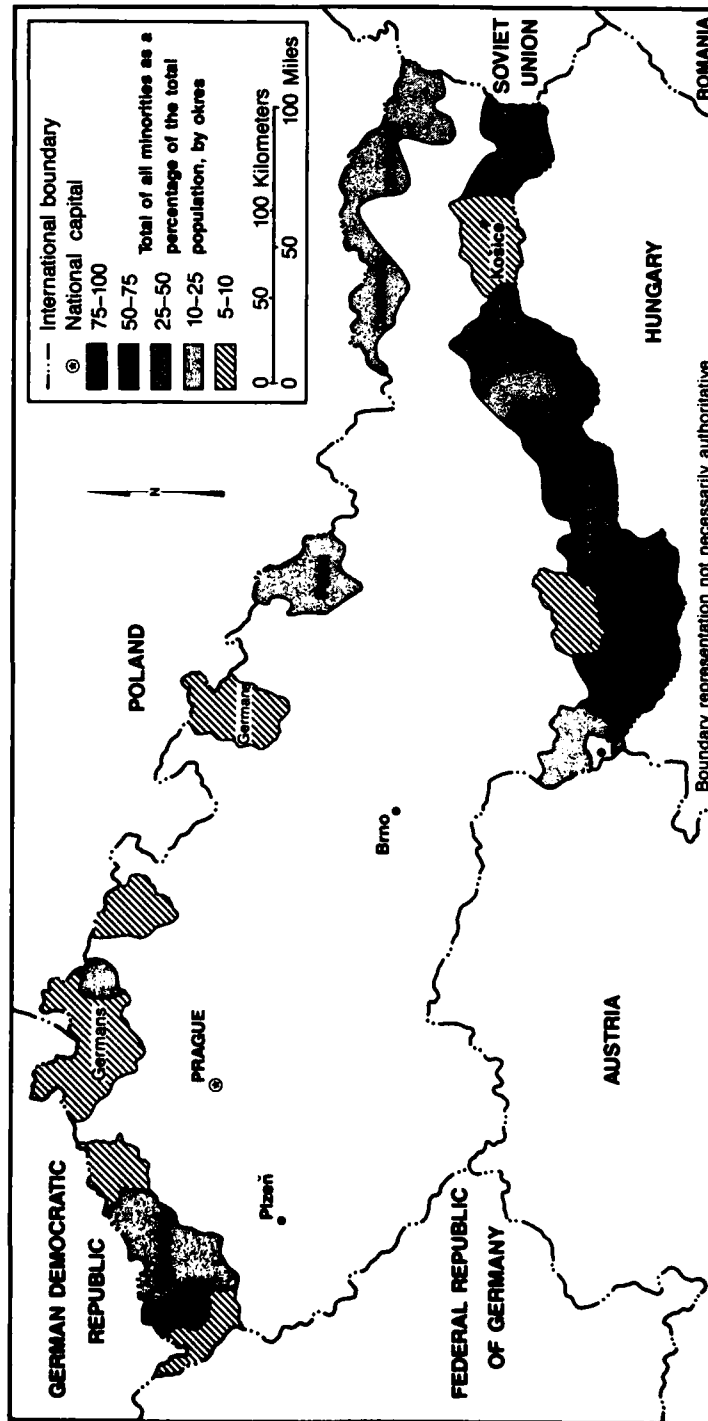 International boundary
National capital
75–100
50–75
25–50
10–25
5–10
Total of all minorities as a
percentage of the total
population, by okres
0 50 100 Kilometers
0 50 100 Miles
N
GERMAN DEMOCRATIC
REPUBLIC
POLAND
SOVIET
UNION
Germans
Germans
PRAGUE
Plzeň
Brno
Košice
FEDERAL REPUBLIC
OF GERMANY
AUSTRIA
HUNGARY
ROMANIA
Boundary representation not necessarily authoritative